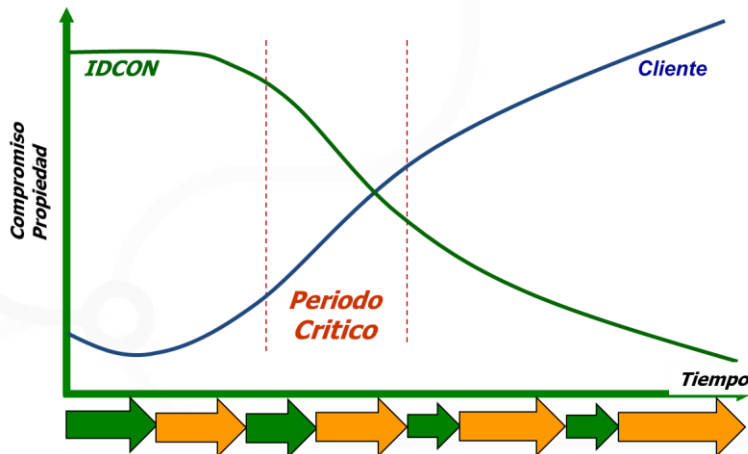 IDCON
Cliente
Compromiso
Propiedad
Periodo
Critico
Tiempo